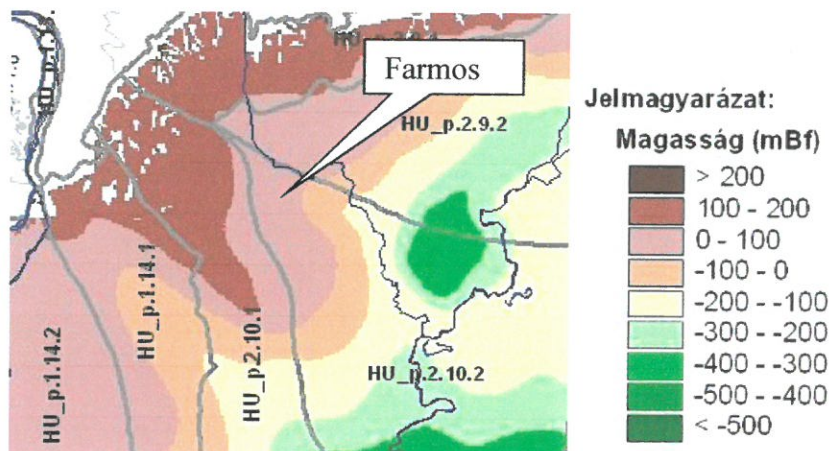 Farmos
HU_p.2.9.2
HU_p.1.14.1
HU_p.2.10.1
HU_p.1.14.2
HU_p.2.10.2
Jelmagyarázat:
Magasság (mBf)
> 200
100 - 200
0 - 100
-100 - 0
-200 - -100
-300 - -200
-400 - -300
-500 - -400
< -500